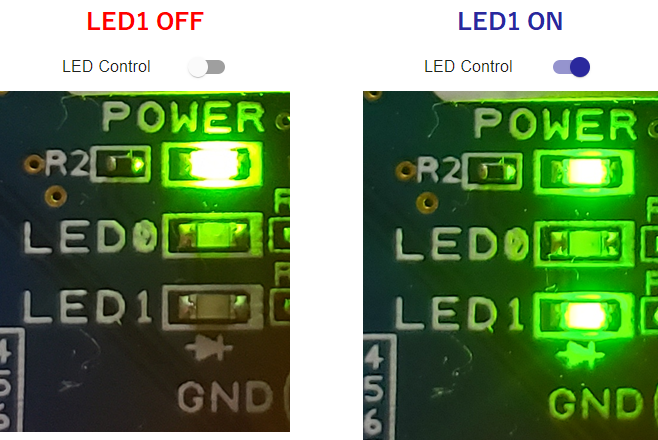 LED1 OFF
LED Control
POWER
R2
LED0
LED1
GND
4
5
6
LED1 ON
LED Control
POWER
R2
LED0
LED1
GND
4
5
6